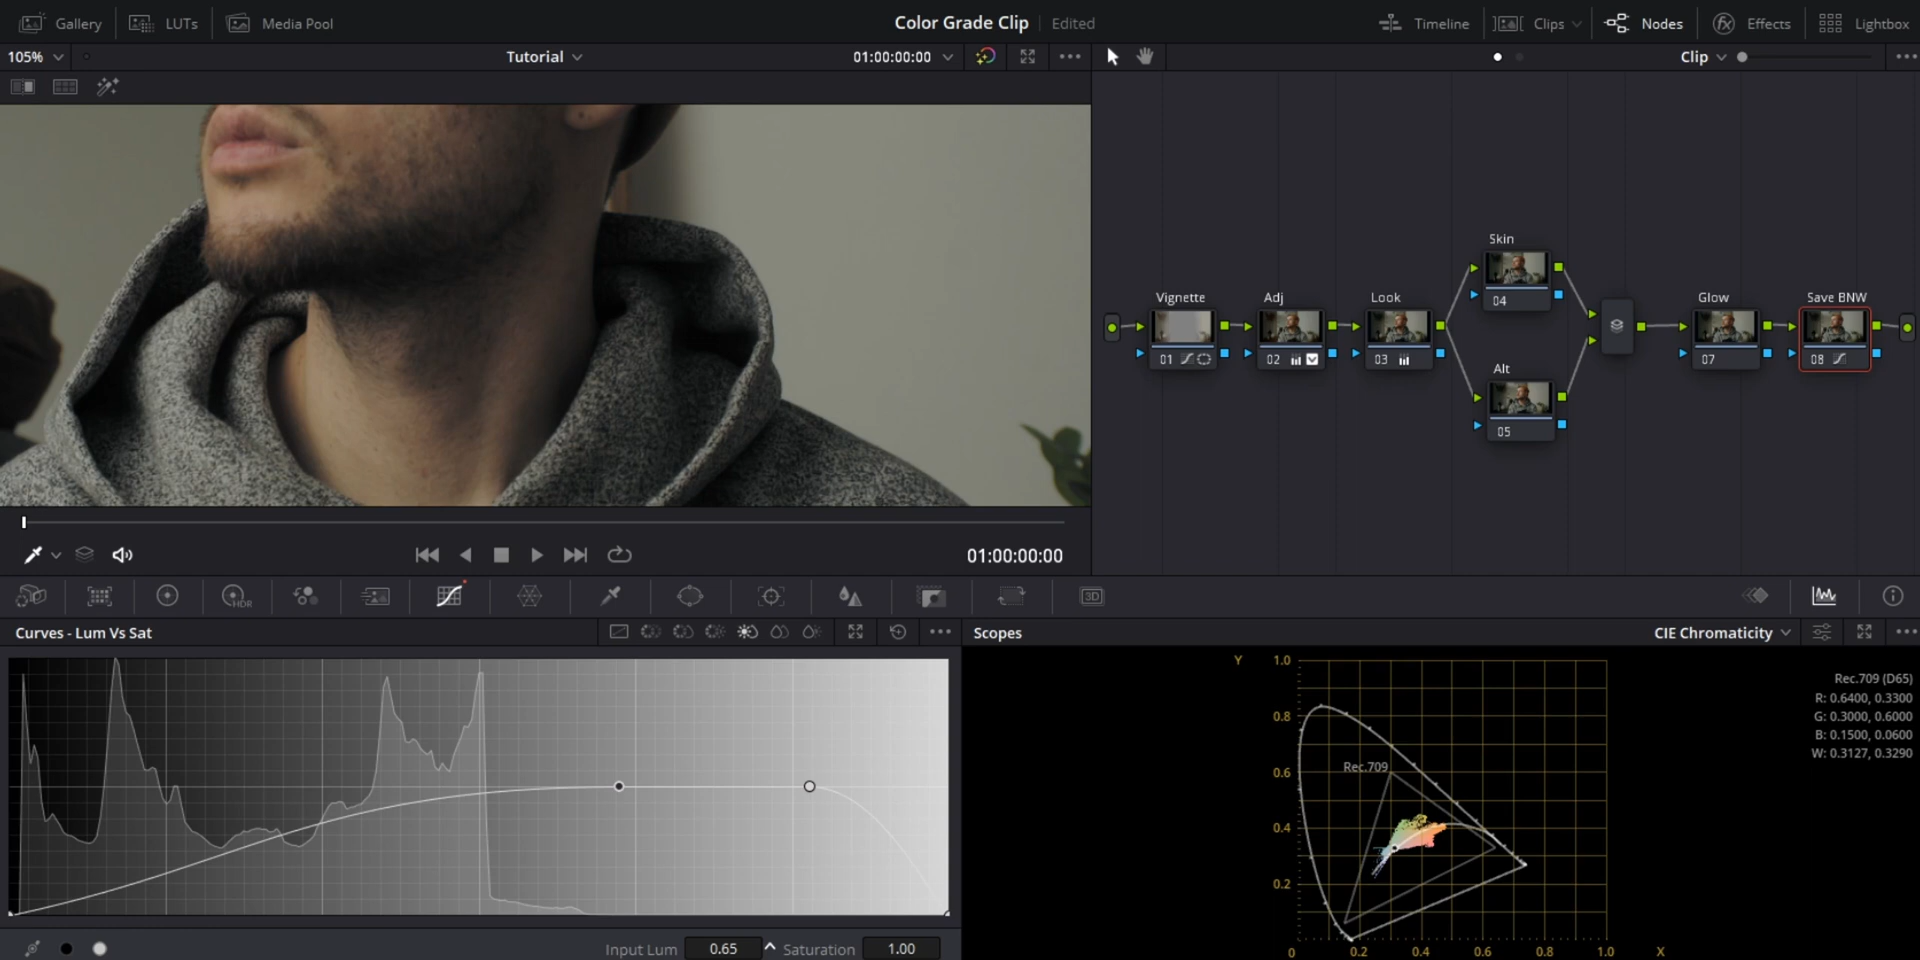 Gallery LUTs Media Pool Color Grade Clip Edited Timeline Clips Nodes Effects Lightbox
105% Tutorial 01:00:00:00 Clip
Skin
04
Vignette Adj Look Glow Save BNW
01 02 03 07 08
Alt
05
01:00:00:00
HDR 3D
Curves - Lum Vs Sat Scopes CIE Chromaticity
Y 1.0
0.8
0.6
0.4
0.2
Rec.709
0 0.2 0.4 0.6 0.8 1.0 X
Rec.709 (D65)
R: 0.6400, 0.3300
G: 0.3000, 0.6000
B: 0.1500, 0.0600
W: 0.3127, 0.3290
Input Lum 0.65 Saturation 1.00